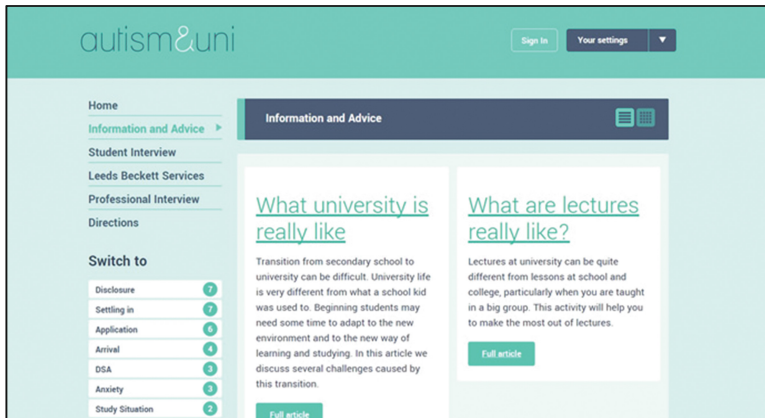 autism&uni
Sign In
Your settings
Home
Information and Advice
Student Interview
Leeds Beckett Services
Professional Interview
Directions
Switch to
Disclosure 7
Settling in 7
Application 6
Arrival 4
DSA 3
Anxiety 3
Study Situation 2
Information and Advice
What university is
really like
Transition from secondary school to
university can be difficult. University life
is very different from what a school kid
was used to. Beginning students may
need some time to adapt to the new
environment and to the new way of
learning and studying. In this article we
discuss several challenges caused by
this transition.
Full article
What are lectures
really like?
Lectures at university can be quite
different from lessons at school and
college, particularly when you are taught
in a big group. This activity will help you
to make the most out of lectures.
Full article